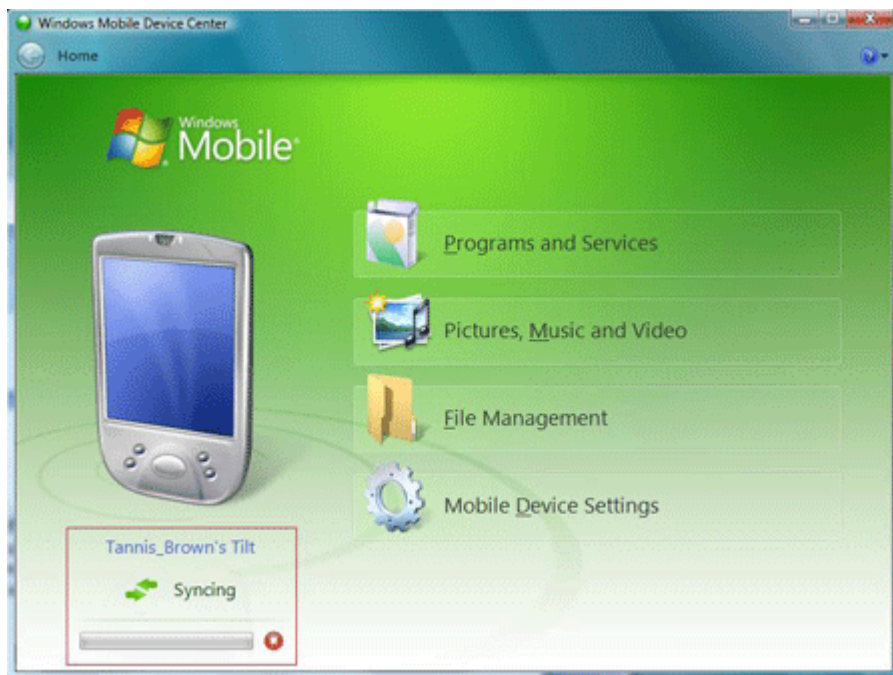 Windows Mobile Device Center
Home
Windows
Mobile
Programs and Services
Pictures, Music and Video
File Management
Mobile Device Settings
Tannis_Brown's Tilt
Syncing